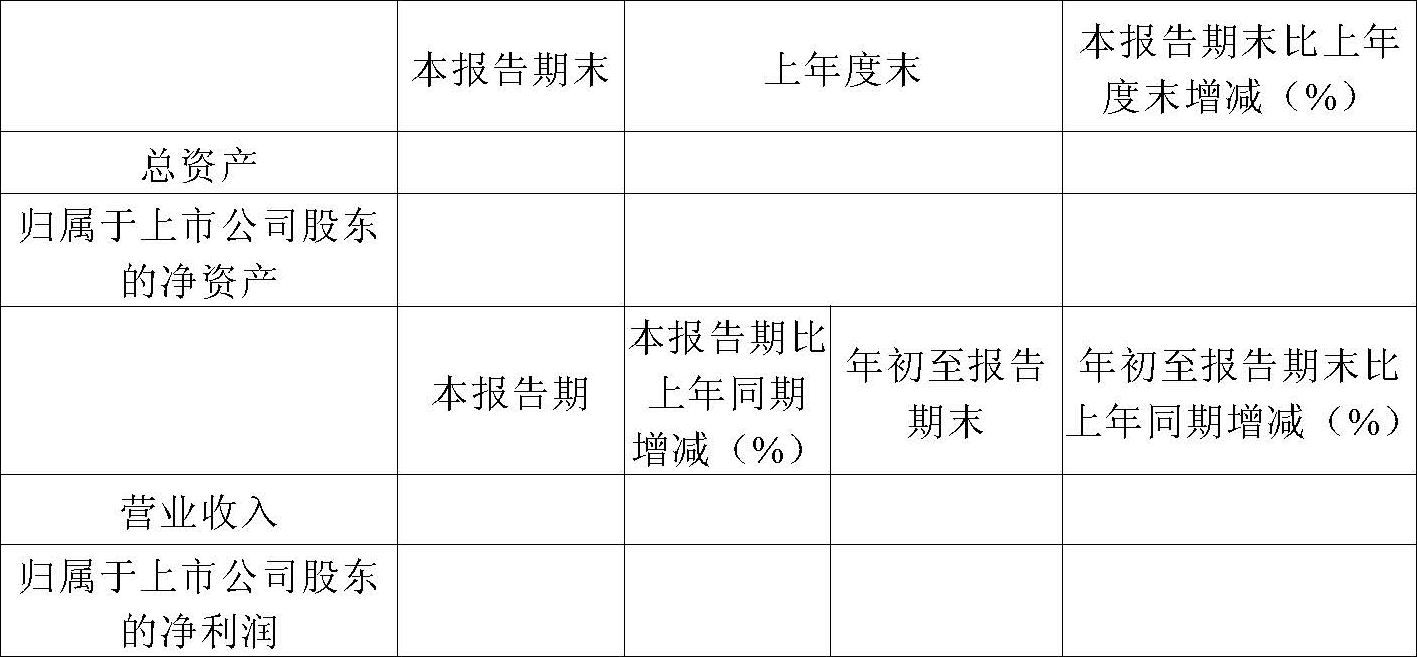 本报告期末
上年度末
本报告期末比上年
度末增减（%）
总资产
归属于上市公司股东
的净资产
本报告期
本报告期比
上年同期
增减（%）
年初至报告
期末
年初至报告期末比
上年同期增减（%）
营业收入
归属于上市公司股东
的净利润